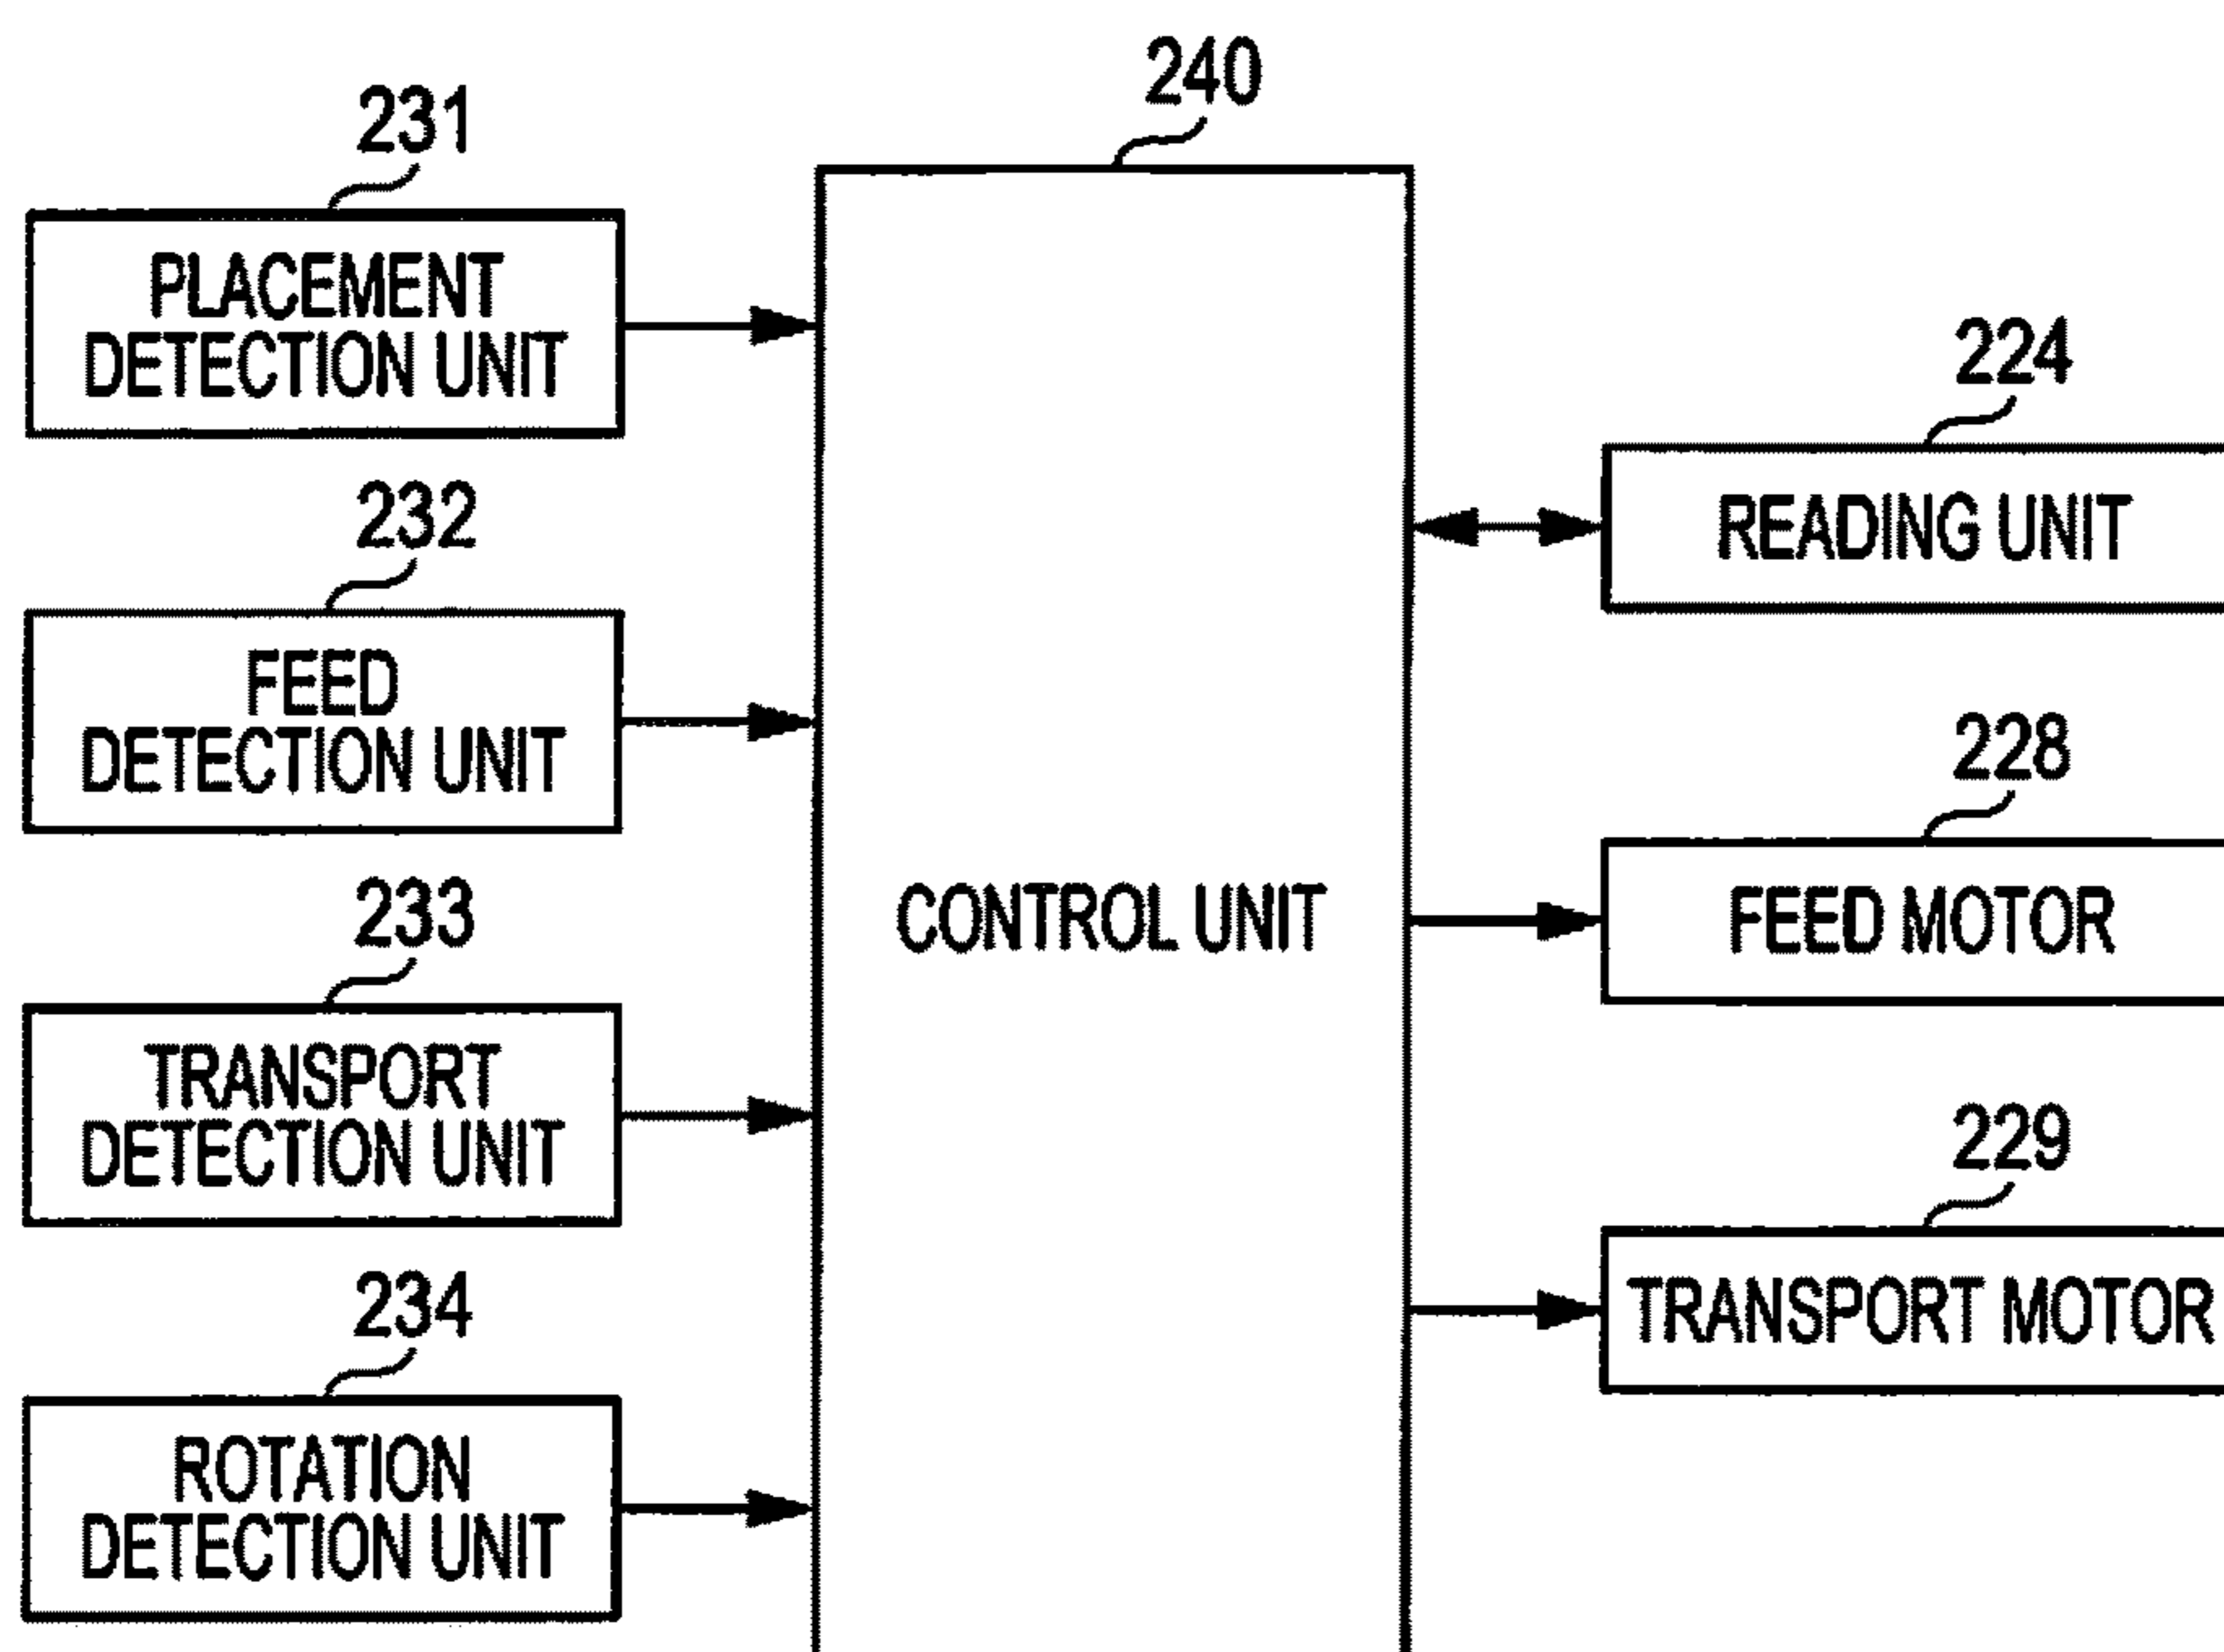 240
231
PLACEMENT
DETECTION UNIT
224
READING UNIT
232
FEED
DETECTION UNIT
228
CONTROL UNIT
FEED MOTOR
233
TRANSPORT
DETECTION UNIT
229
TRANSPORT MOTOR
234
ROTATION
DETECTION UNIT